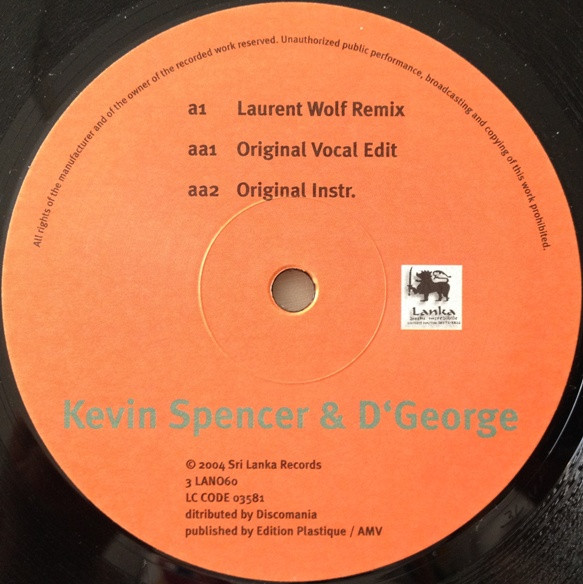 All rights of the manufacturer and of the owner of the recorded work reserved. Unauthorized public performance, broadcasting and copying of this work prohibited.
a1 Laurent Wolf Remix
aa1 Original Vocal Edit
aa2 Original Instr.
Lanka
Kevin Spencer & D'George
© 2004 Sri Lanka Records
3 LANO60
LC CODE 03581
ditributed by Discomania
published by Edition Plastique / AMV